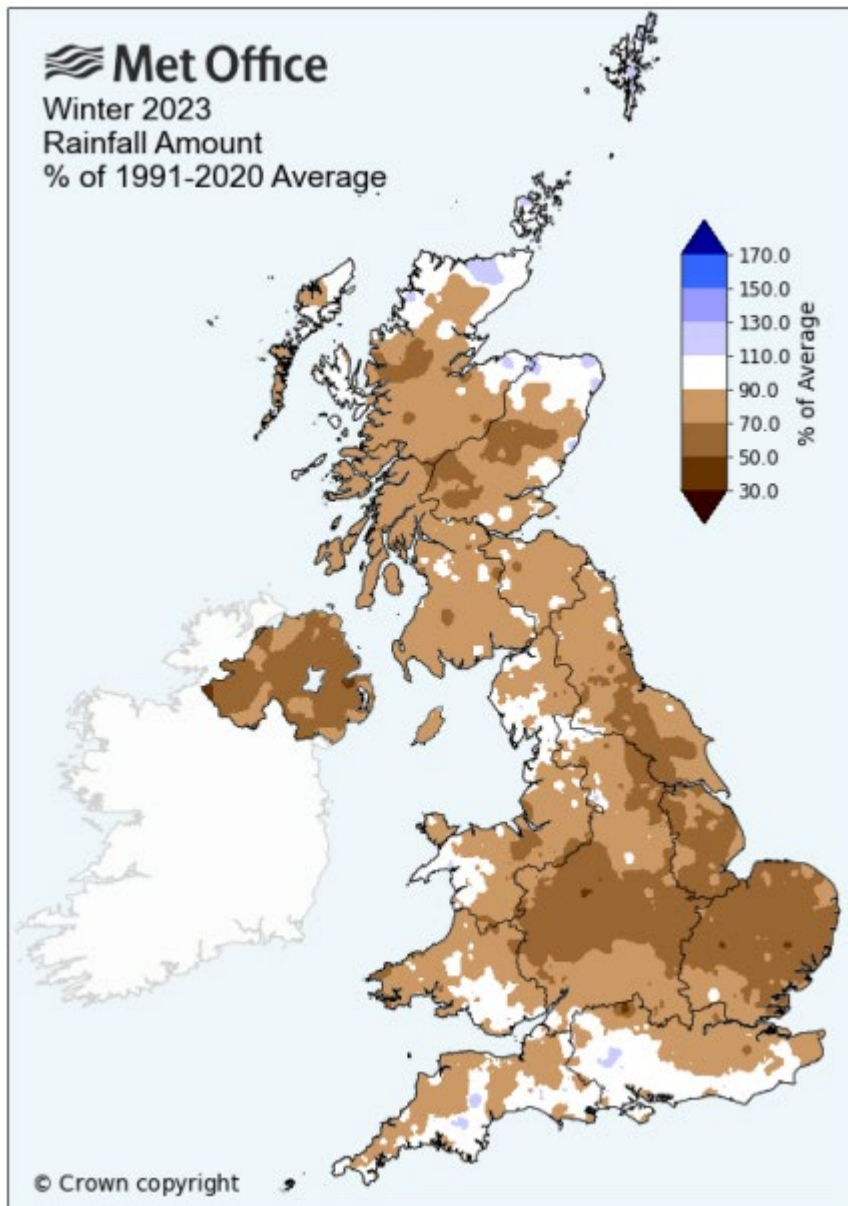 Met Office
Winter 2023
Rainfall Amount
% of 1991-2020 Average
170.0
150.0
130.0
110.0
90.0
70.0
50.0
30.0
% of Average
© Crown copyright